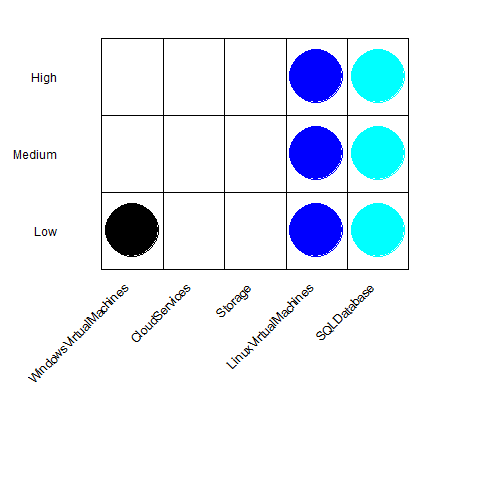 High
Medium
Low
WindowsVirtualMachines
CloudServices
Storage
LinuxVirtualMachines
SQLDatabase